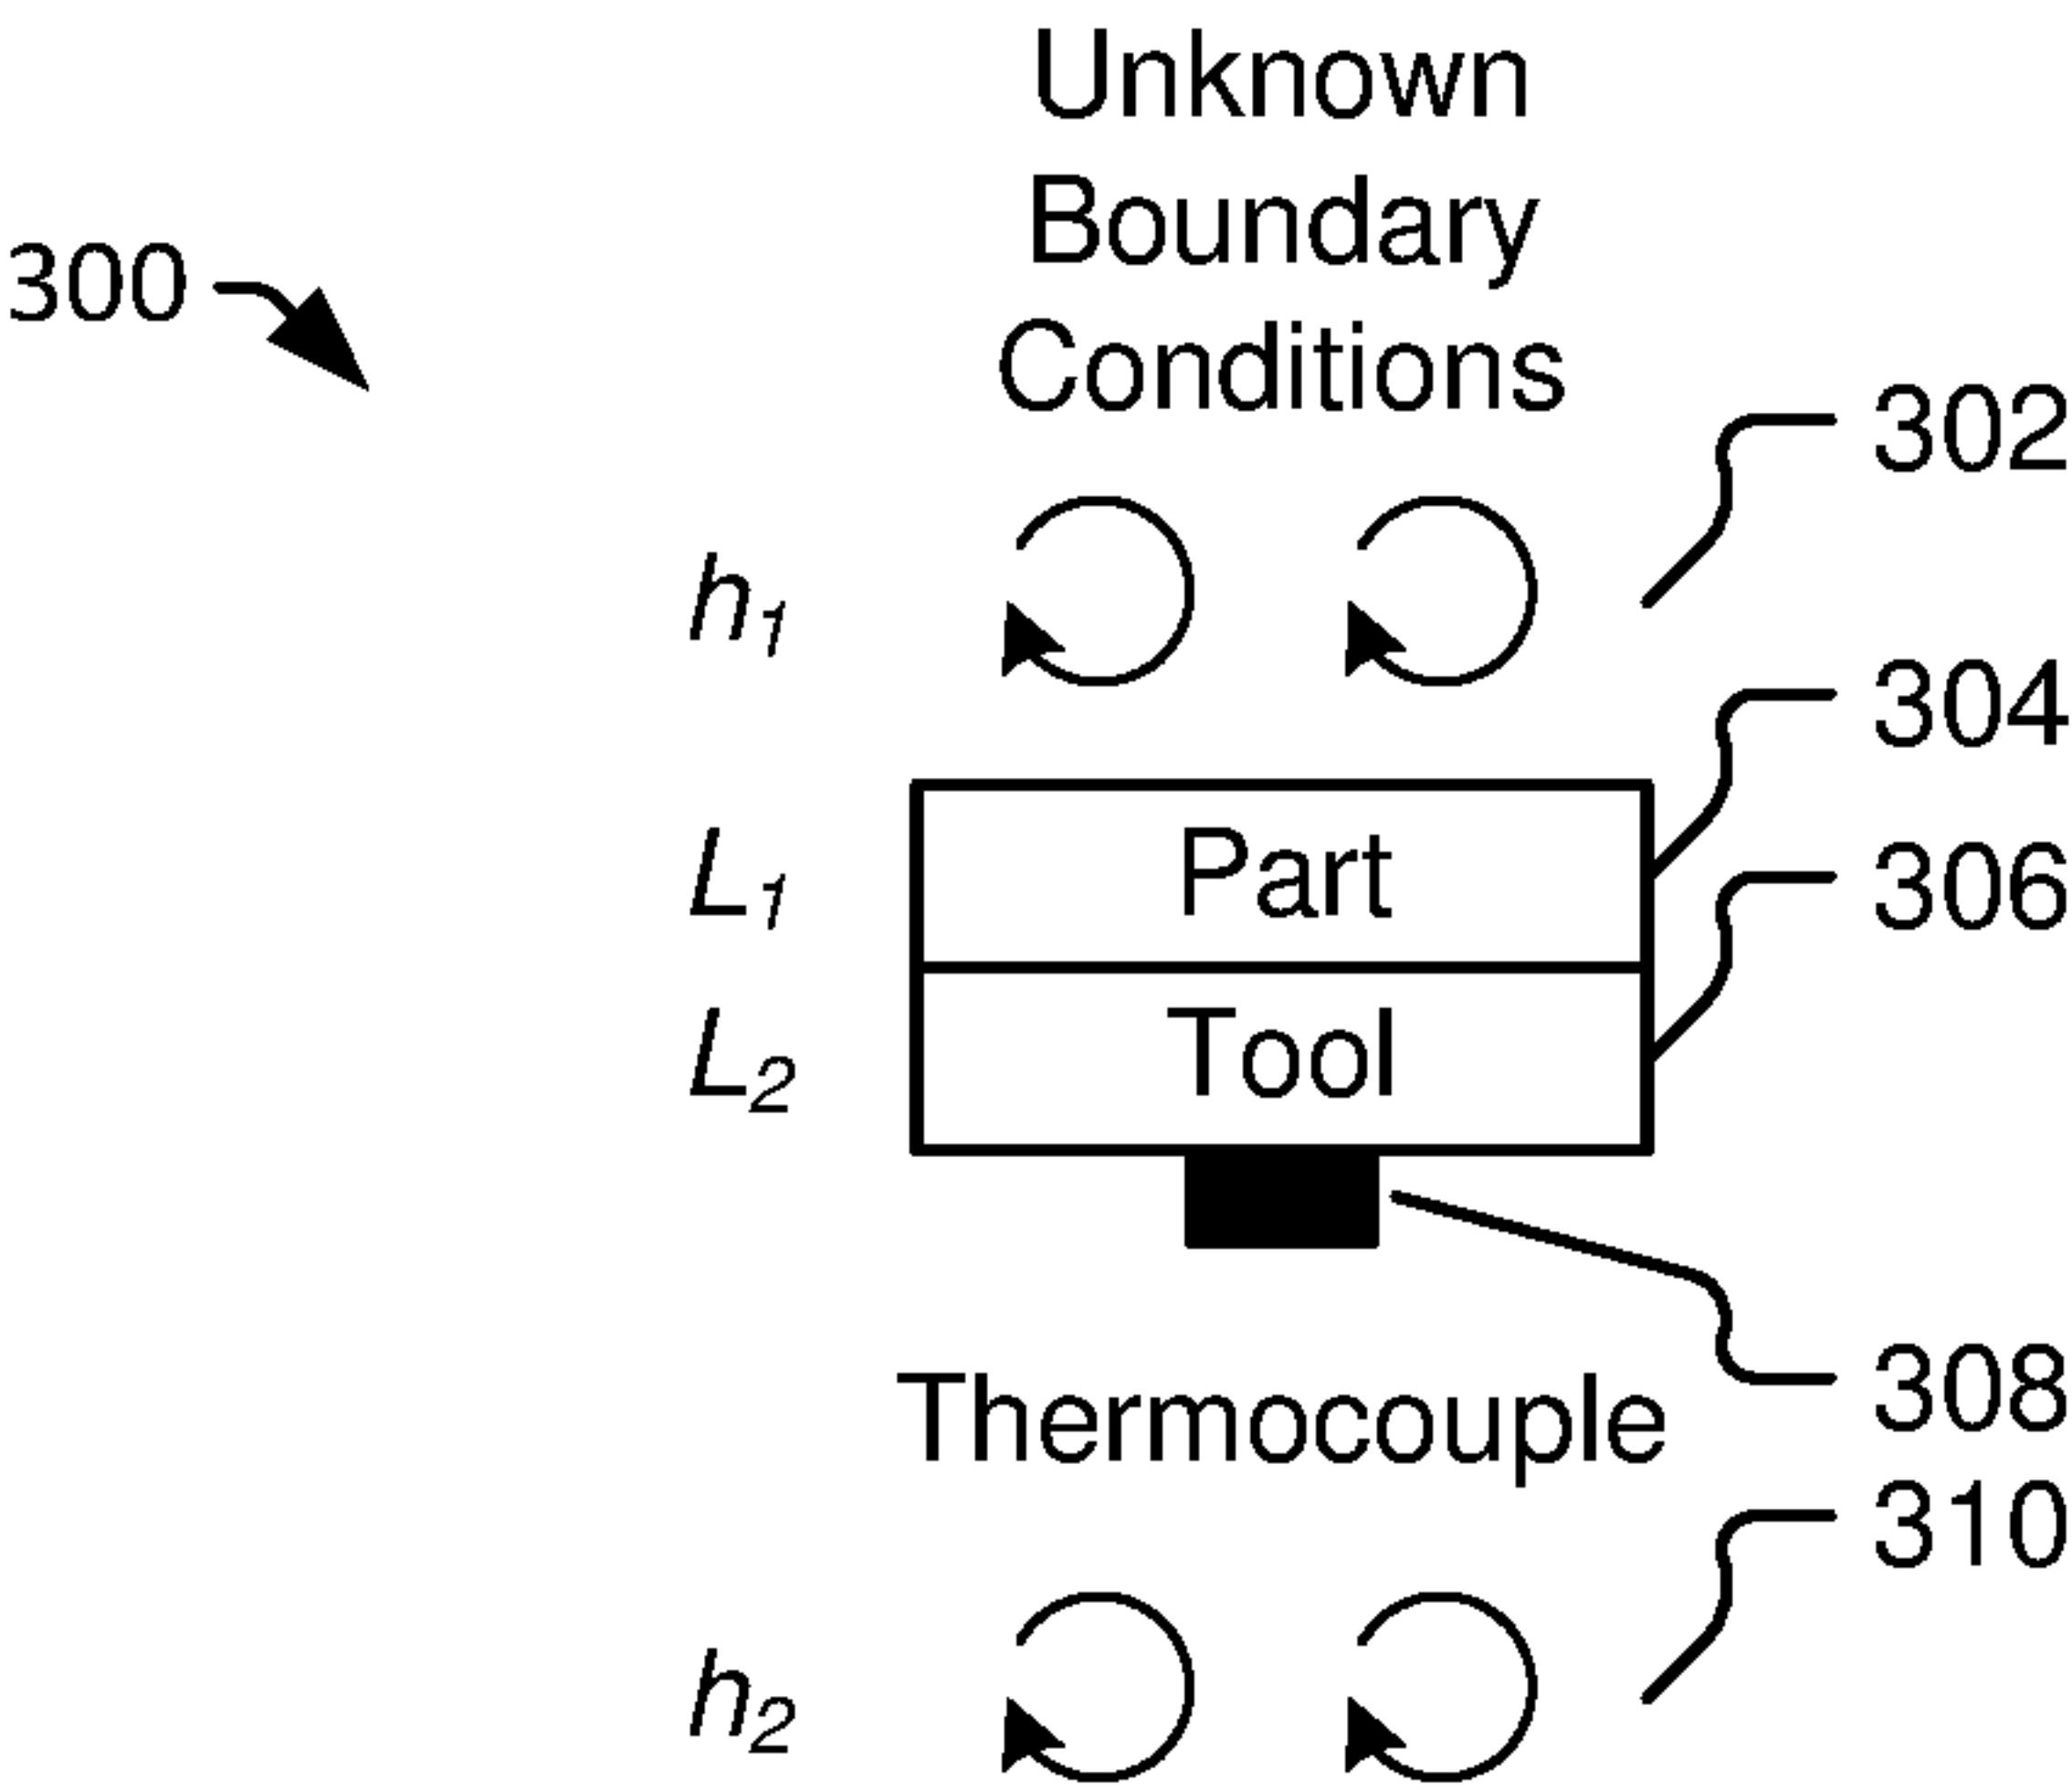 Unknown
Boundary
300
Conditions
302
h1
304
L1 Part
306
L2 Tool
308
Thermocouple
310
h2